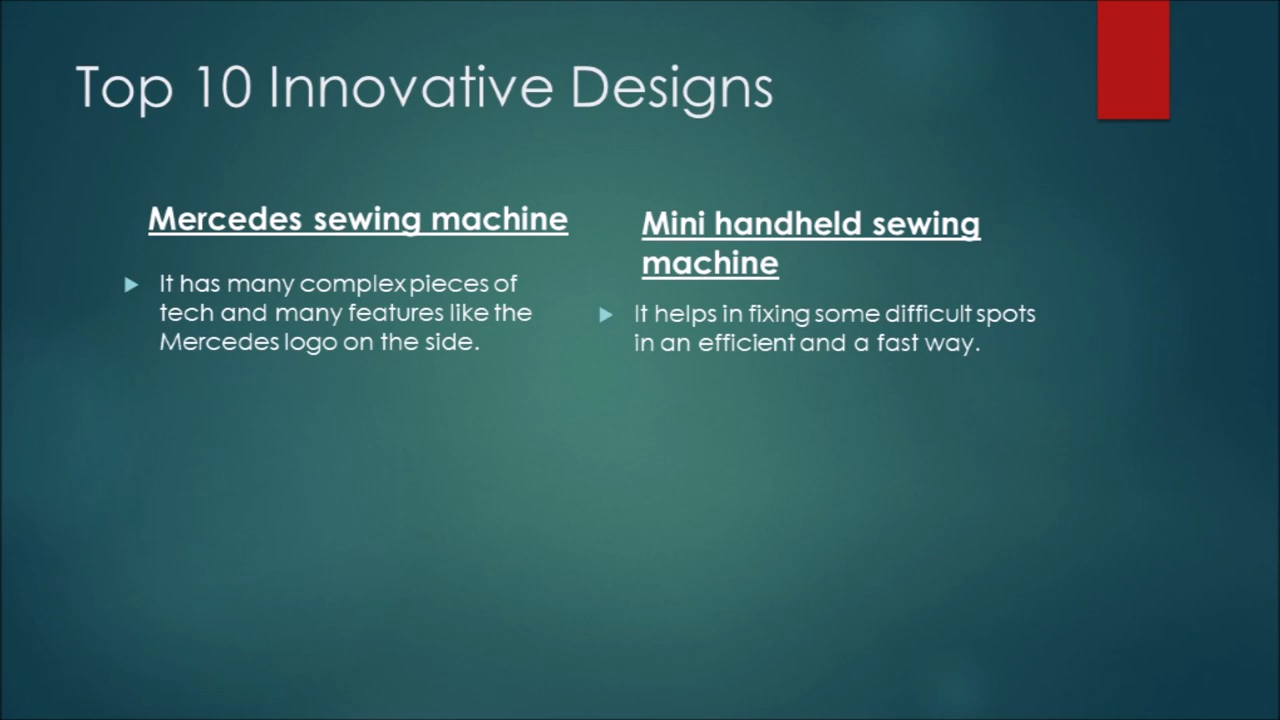 Top 10 Innovative Designs
Mercedes sewing machine
It has many complex pieces of
tech and many features like the
Mercedes logo on the side.
Mini handheld sewing
machine
It helps in fixing some difficult spots
in an efficient and a fast way.